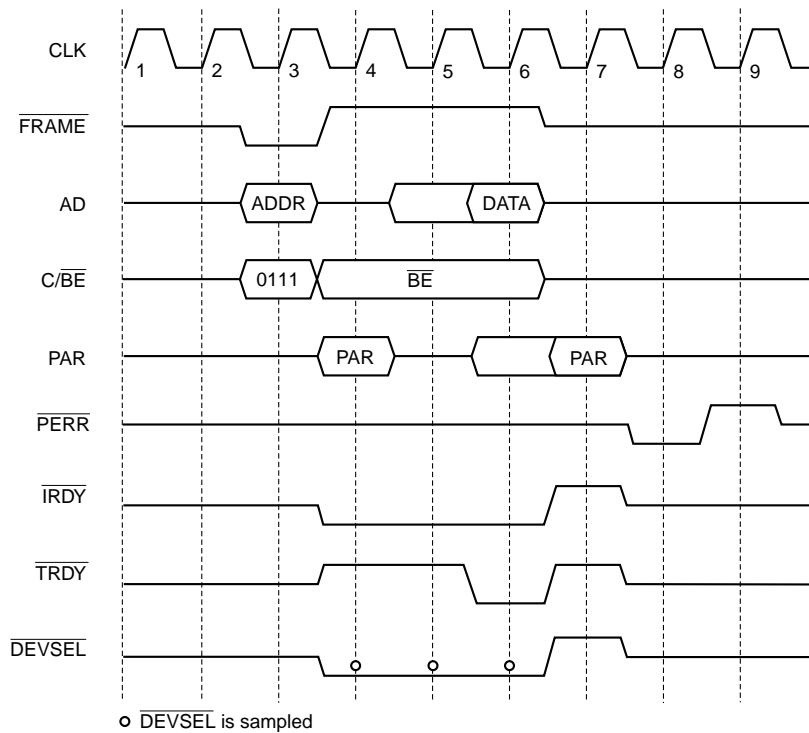 CLK
1 2 3 4 5 6 7 8 9
FRAME
AD ADDR DATA
C/BE 0111 BE
PAR PAR PAR
PERR
IRDY
TRDY
DEVSEL
DEVSEL is sampled